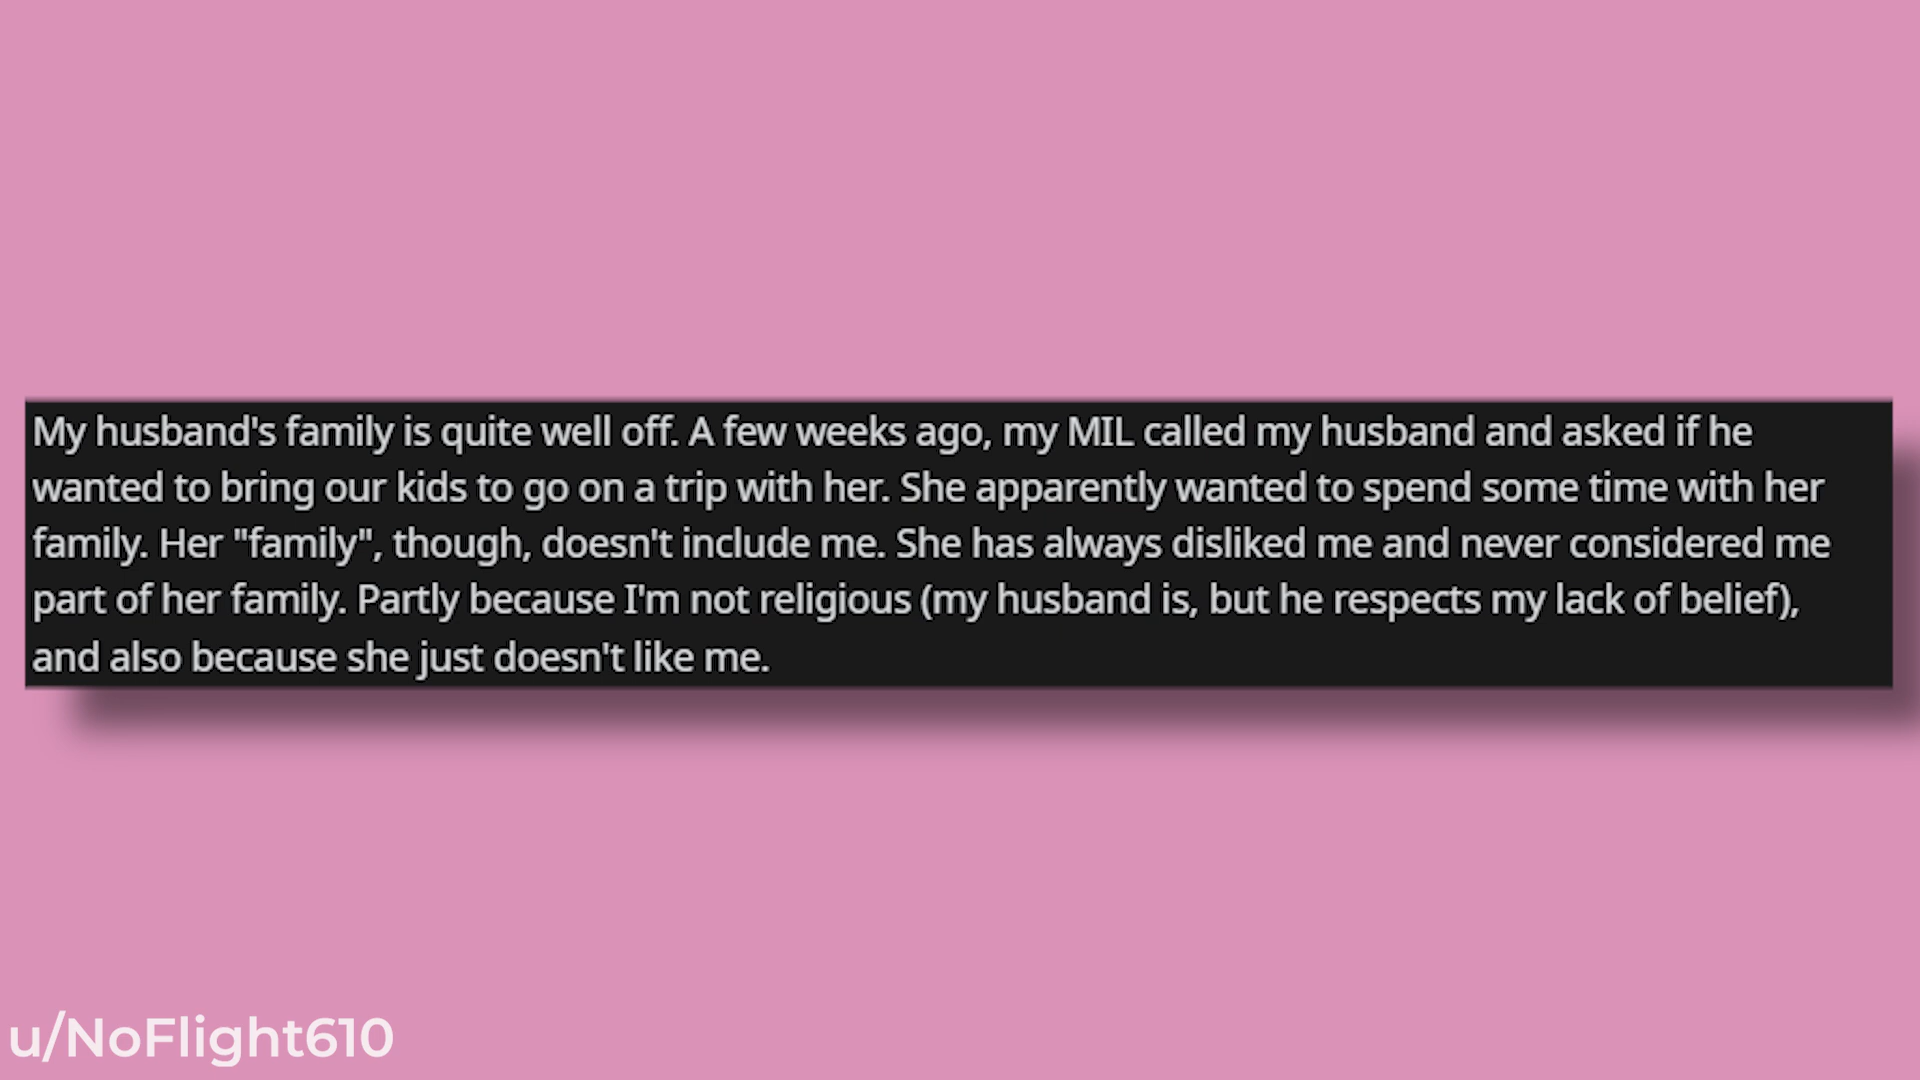 My husband's family is quite well off. A few weeks ago, my MIL called my husband and asked if he
wanted to bring our kids to go on a trip with her. She apparently wanted to spend some time with her
family. Her "family", though, doesn't include me. She has always disliked me and never considered me
part of her family. Partly because I'm not religious (my husband is, but he respects my lack of belief),
and also because she just doesn't like me.
u/NoFlight610